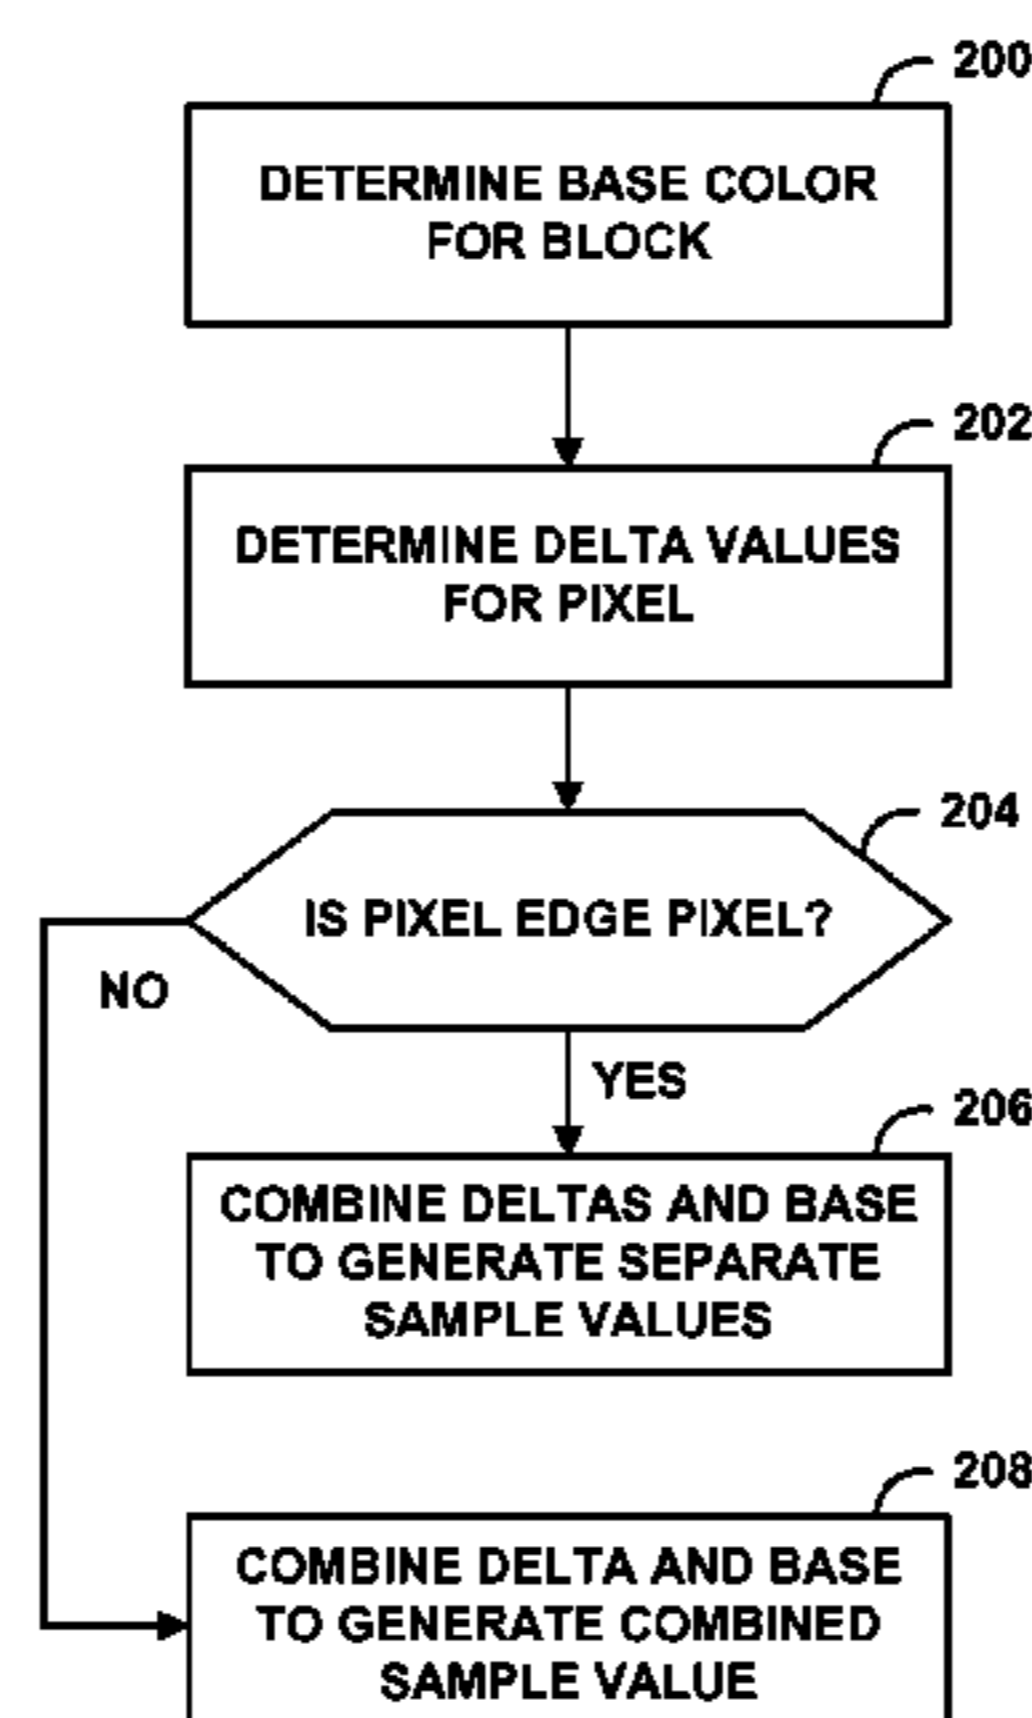 200
DETERMINE BASE COLOR
FOR BLOCK
202
DETERMINE DELTA VALUES
FOR PIXEL
204
IS PIXEL EDGE PIXEL?
NO
YES
206
COMBINE DELTAS AND BASE
TO GENERATE SEPARATE
SAMPLE VALUES
208
COMBINE DELTA AND BASE
TO GENERATE COMBINED
SAMPLE VALUE